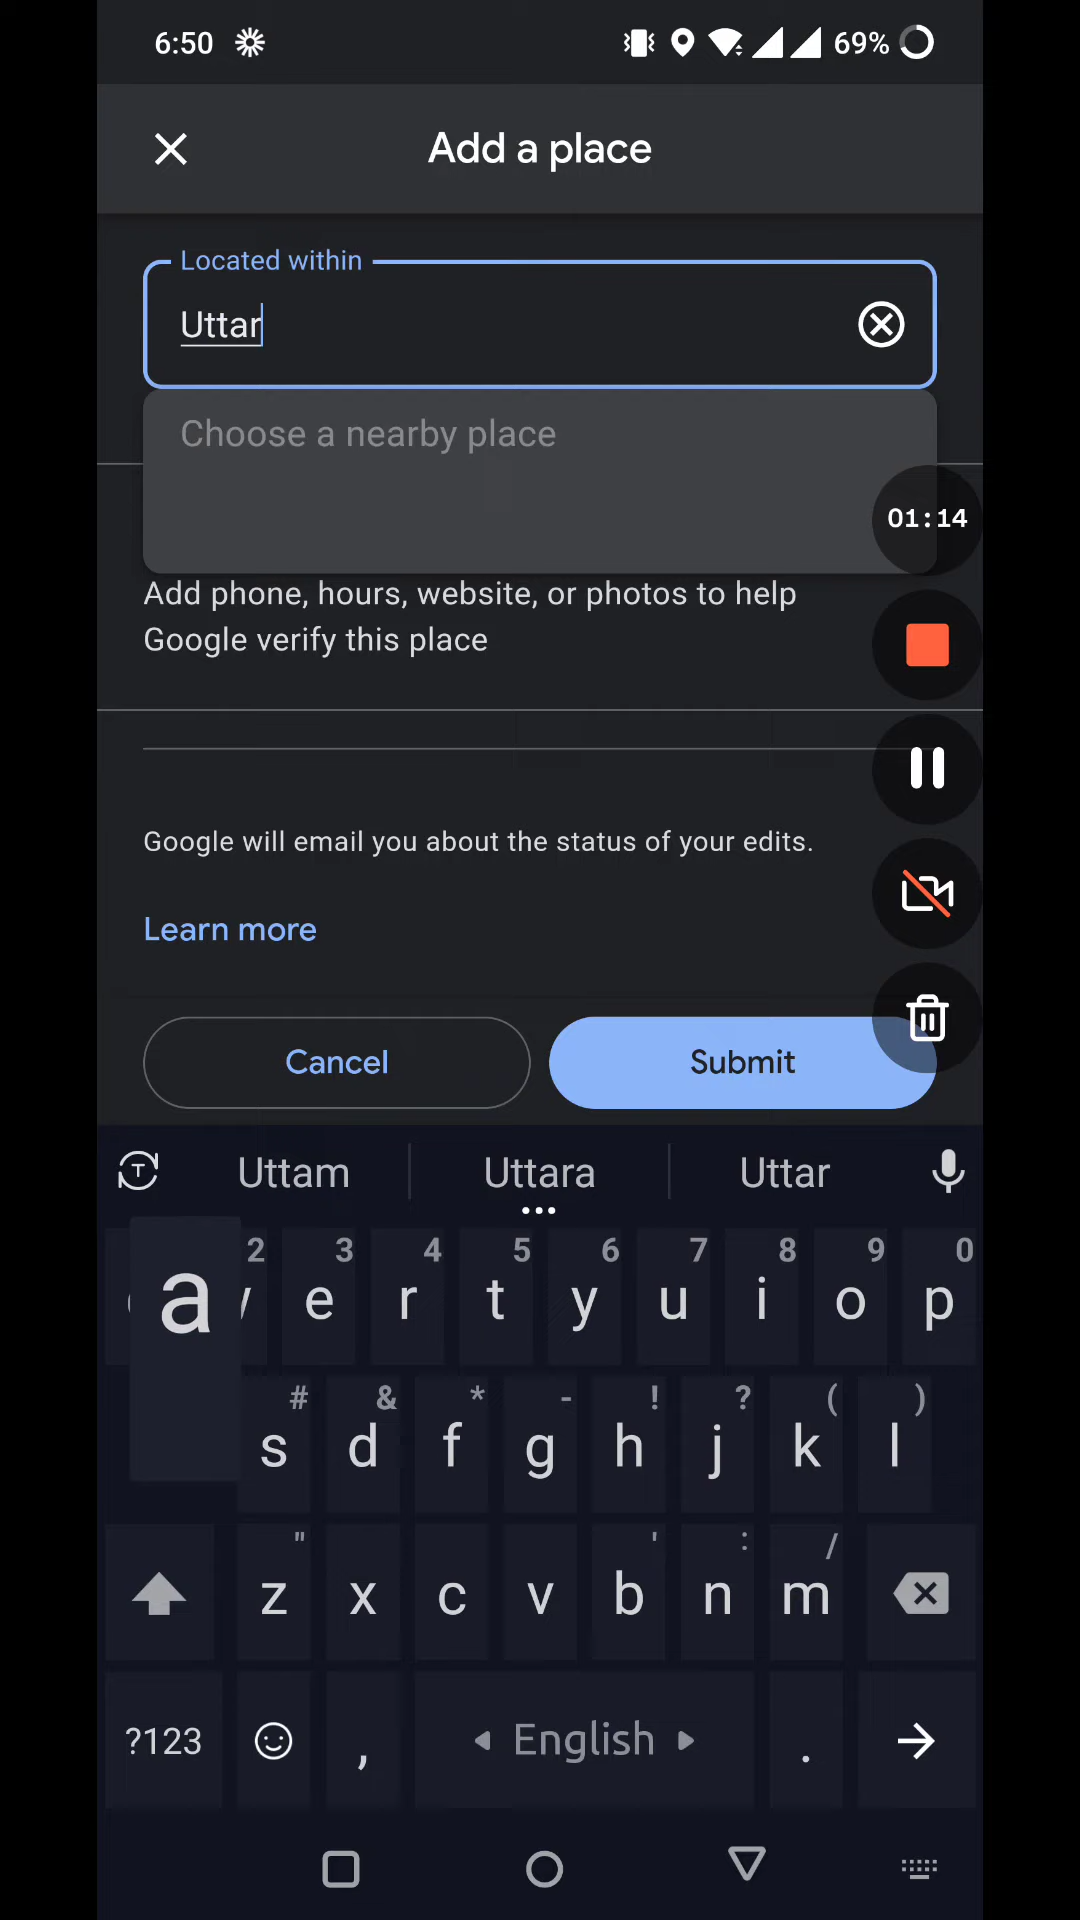 6:50 69%
Add a place
Located within
Uttar
Choose a nearby place
01:14
Add phone, hours, website, or photos to help
Google verify this place
Google will email you about the status of your edits.
Learn more
Cancel Submit
T Uttam Uttara Uttar
2 3 4 5 6 7 8 9 0
a e r t y u i o p
# & * - ! ? ( )
s d f g h j k l
" ' : /
z x c v b n m
?123 , English .